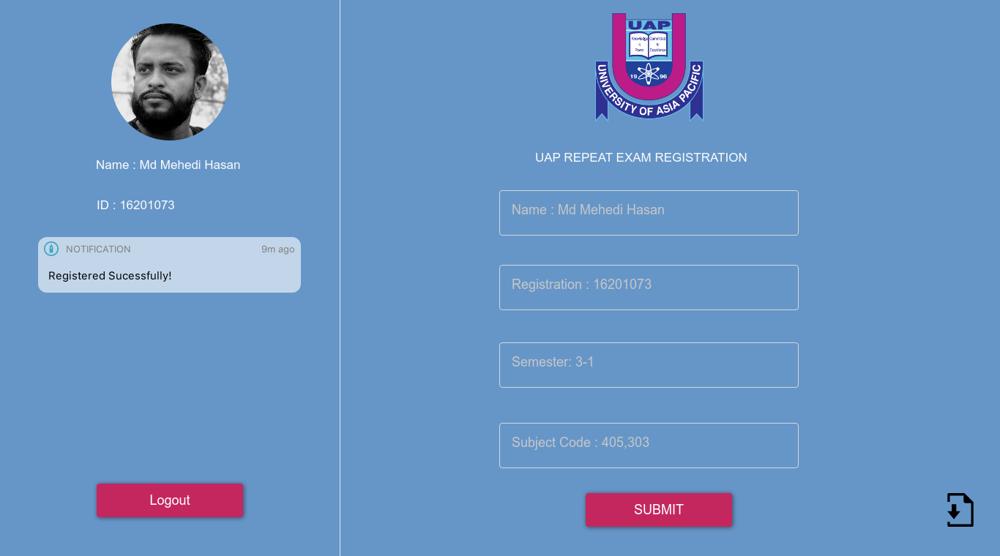 Name : Md Mehedi Hasan
ID : 16201073
NOTIFICATION 9m ago
Registered Sucessfully!
Logout
UAP
Knowledge Committed
is to
Power Excellence
19 96
UNIVERSITY OF ASIA PACIFIC
UAP REPEAT EXAM REGISTRATION
Name : Md Mehedi Hasan
Registration : 16201073
Semester: 3-1
Subject Code : 405,303
SUBMIT